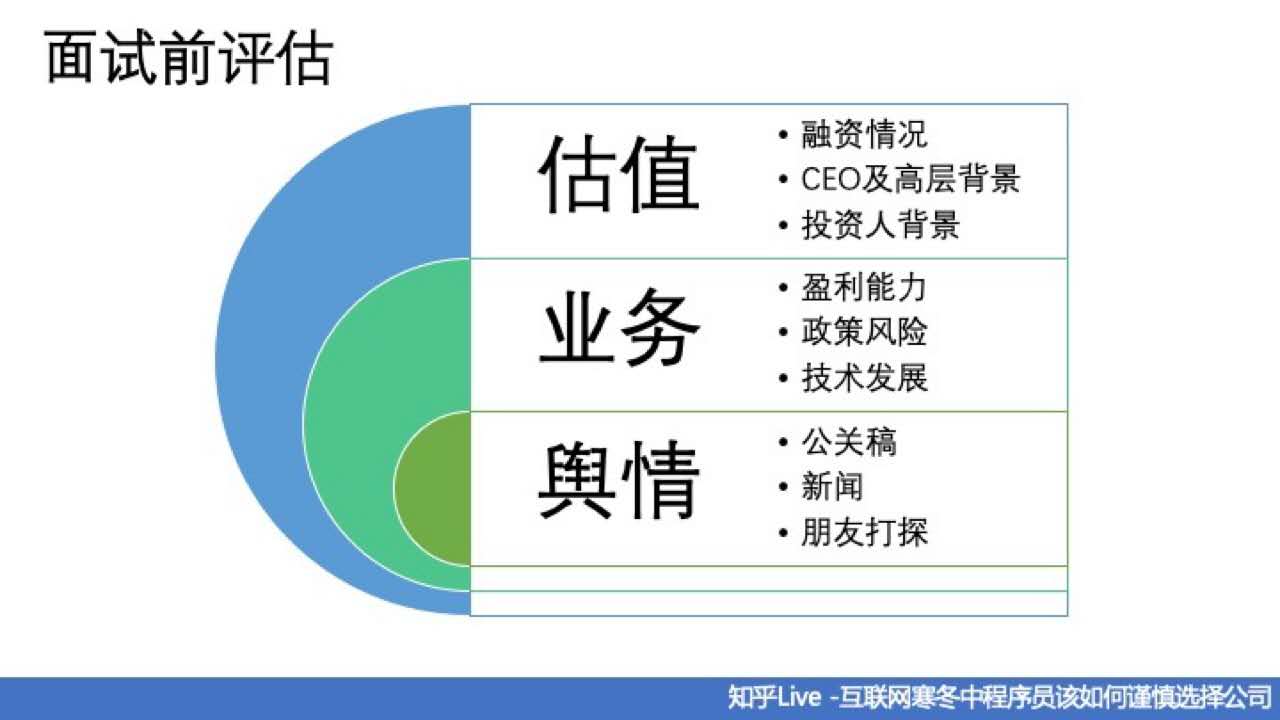 面试前评估
估值
• 融资情况
• CEO及高层背景
• 投资人背景
业务
• 盈利能力
• 政策风险
• 技术发展
舆情
• 公关稿
• 新闻
• 朋友打探
知乎Live -互联网寒冬中程序员该如何谨慎选择公司